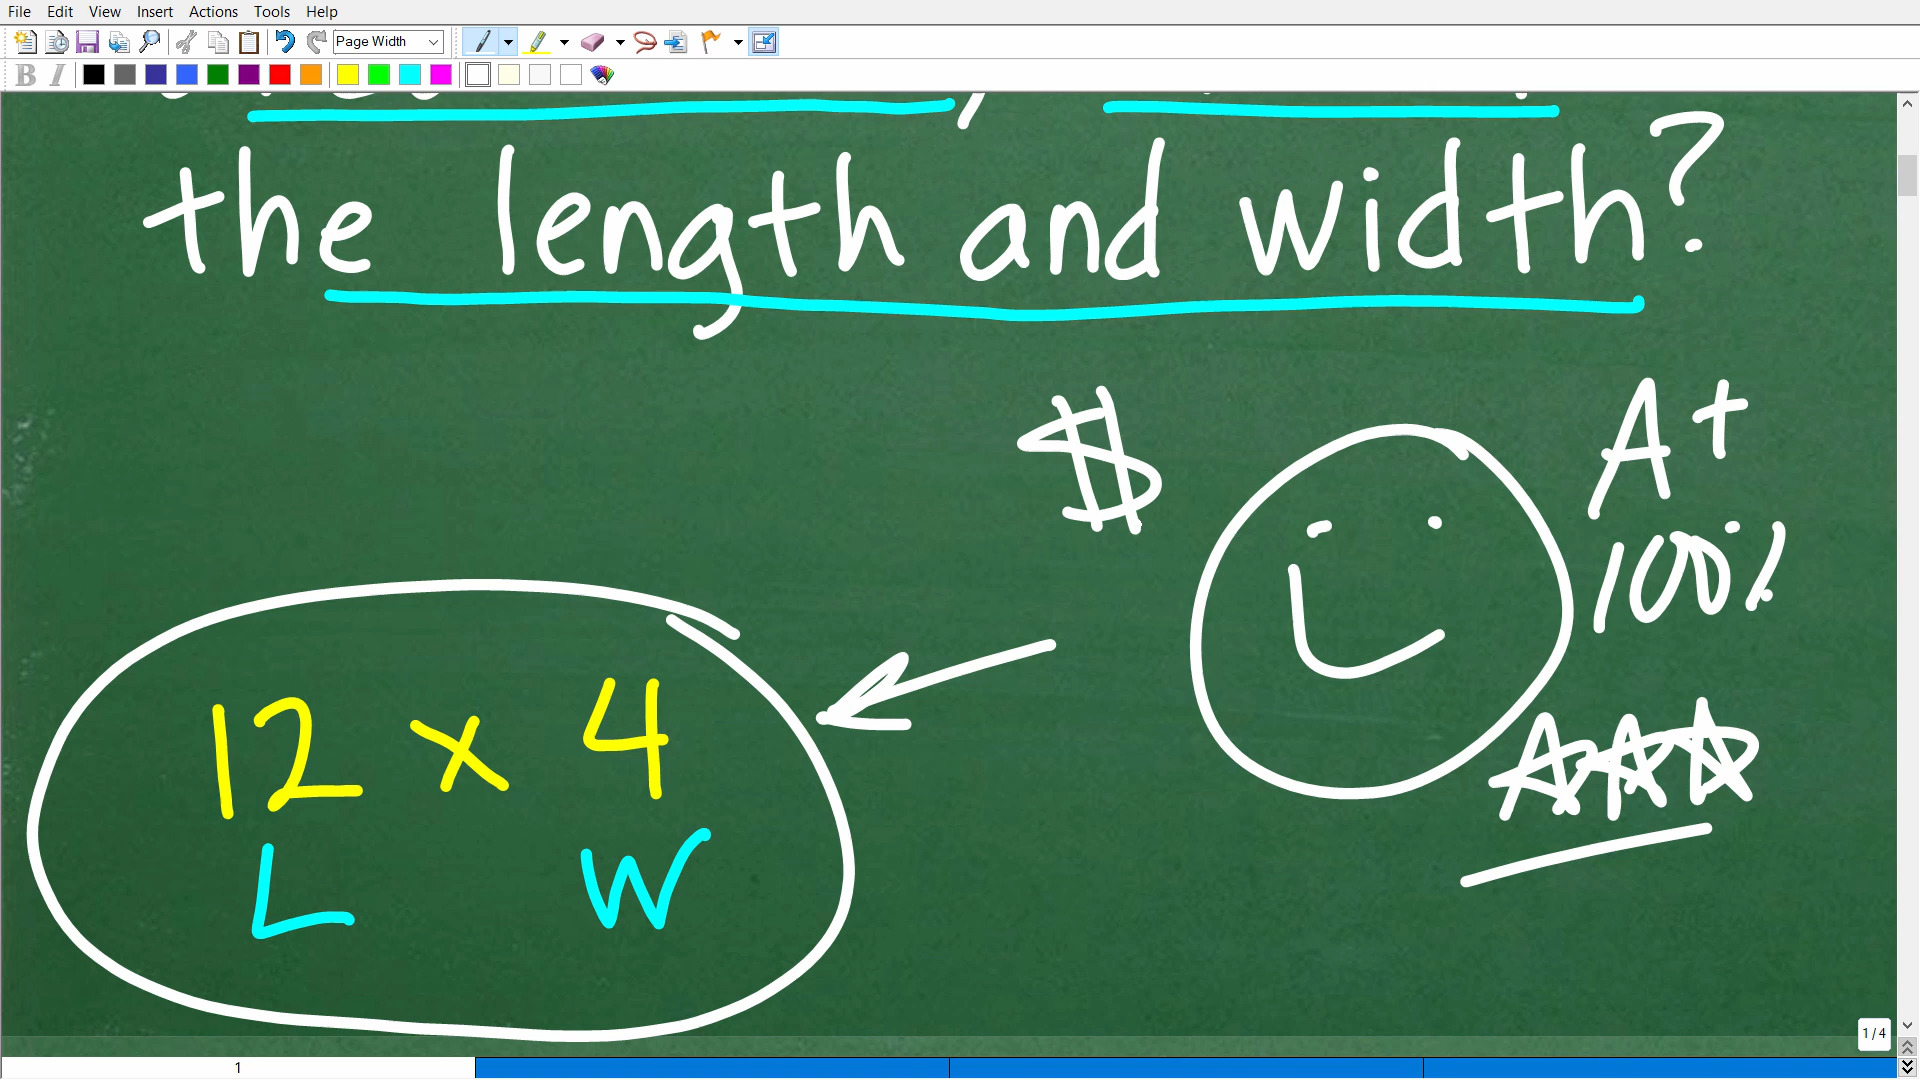 File Edit View Insert Actions Tools Help
Page Width
B I
the length and width?
$
A+
100%
12 x 4
L W
1 / 4
1